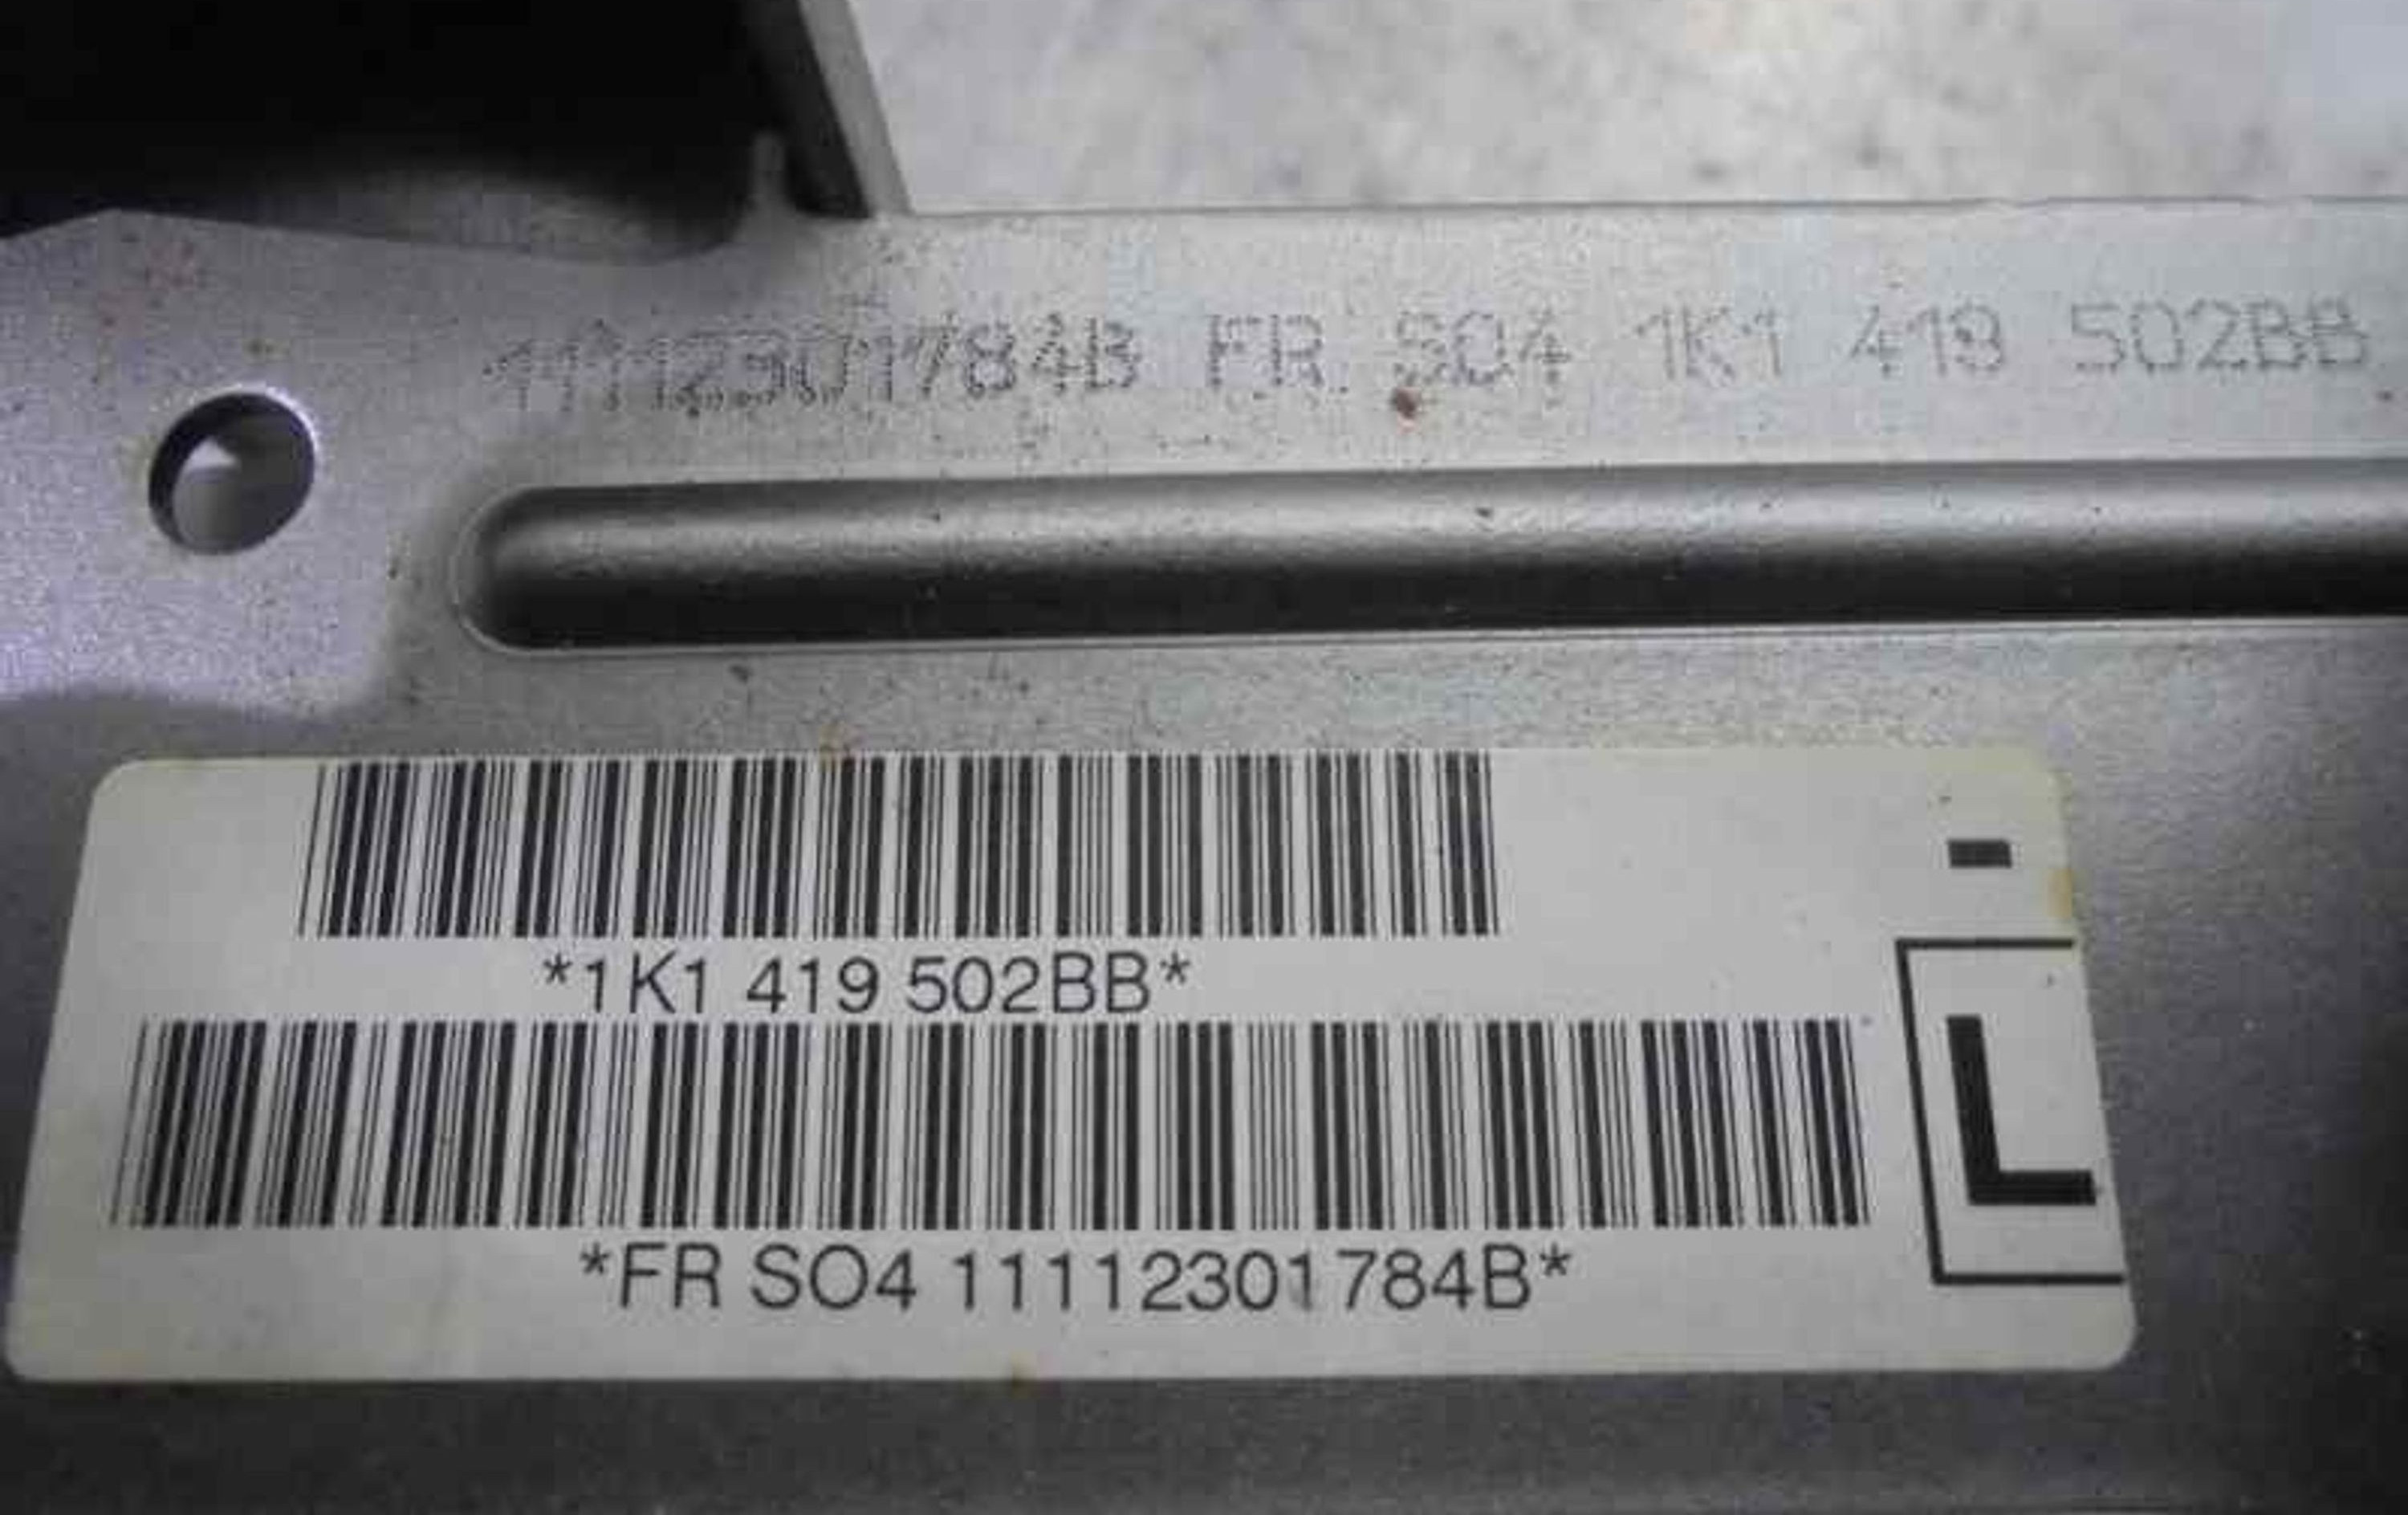 11112301784B FR SO4 1K1 419 502BB
-
*1K1 419 502BB*
L
*FR SO4 11112301784B*